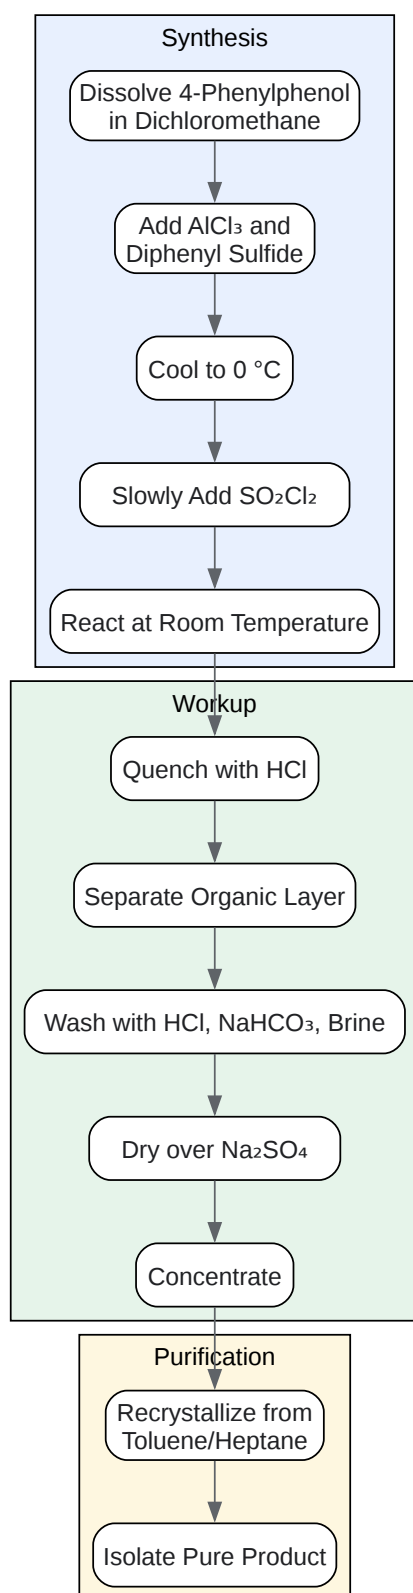 Synthesis
Dissolve 4-Phenylphenol
in Dichloromethane
Add AlCl₃ and
Diphenyl Sulfide
Cool to 0 °C
Slowly Add SO₂Cl₂
React at Room Temperature
Workup
Quench with HCl
Separate Organic Layer
Wash with HCl, NaHCO₃, Brine
Dry over Na₂SO₄
Concentrate
Purification
Recrystallize from
Toluene/Heptane
Isolate Pure Product